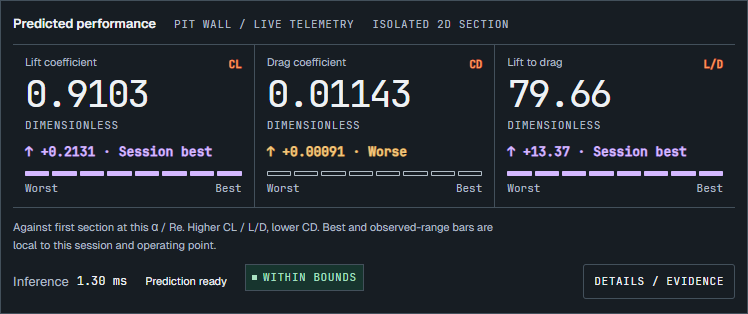 Predicted performance PIT WALL / LIVE TELEMETRY ISOLATED 2D SECTION
Lift coefficient CL
0.9103
DIMENSIONLESS
↑ +0.2131 · Session best
Worst Best
Drag coefficient CD
0.01143
DIMENSIONLESS
↑ +0.00091 · Worse
Worst Best
Lift to drag L/D
79.66
DIMENSIONLESS
↑ +13.37 · Session best
Worst Best
Against first section at this α / Re. Higher CL / L/D, lower CD. Best and observed-range bars are
local to this session and operating point.
Inference 1.30 ms Prediction ready WITHIN BOUNDS DETAILS / EVIDENCE